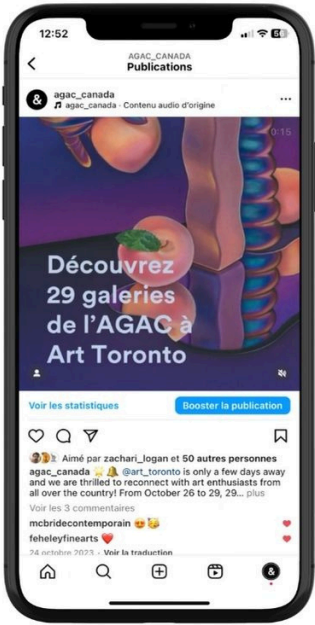 12:52
50
AGAC_CANADA
Publications
agac_canada
agac_canada · Contenu audio d'origine
0:15
Découvrez
29 galeries
de l'AGAC à
Art Toronto
Voir les statistiques
Booster la publication
Aimé par zachari_logan et 50 autres personnes
agac_canada ⭐🔔 @art_toronto is only a few days away
and we are thrilled to reconnect with art enthusiasts from
all over the country! From October 26 to 29, 29... plus
Voir les 3 commentaires
mcbridecontemporain 😍😻
feheleyfinearts ❤️
24 octobre 2023 · Voir la traduction
&